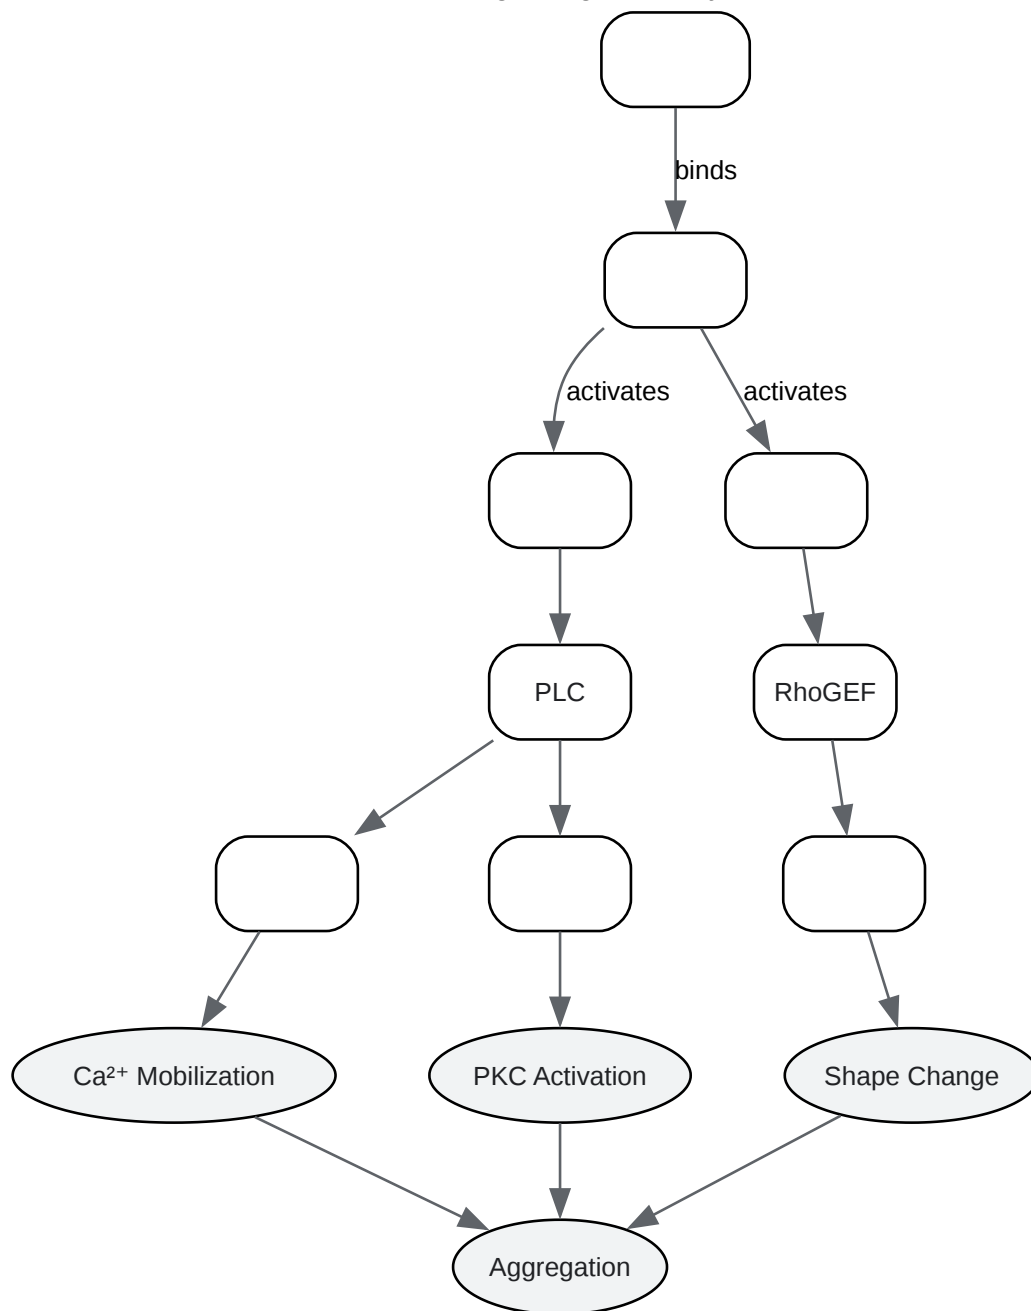 binds
activates
activates
PLC
RhoGEF
Ca²⁺ Mobilization
PKC Activation
Shape Change
Aggregation